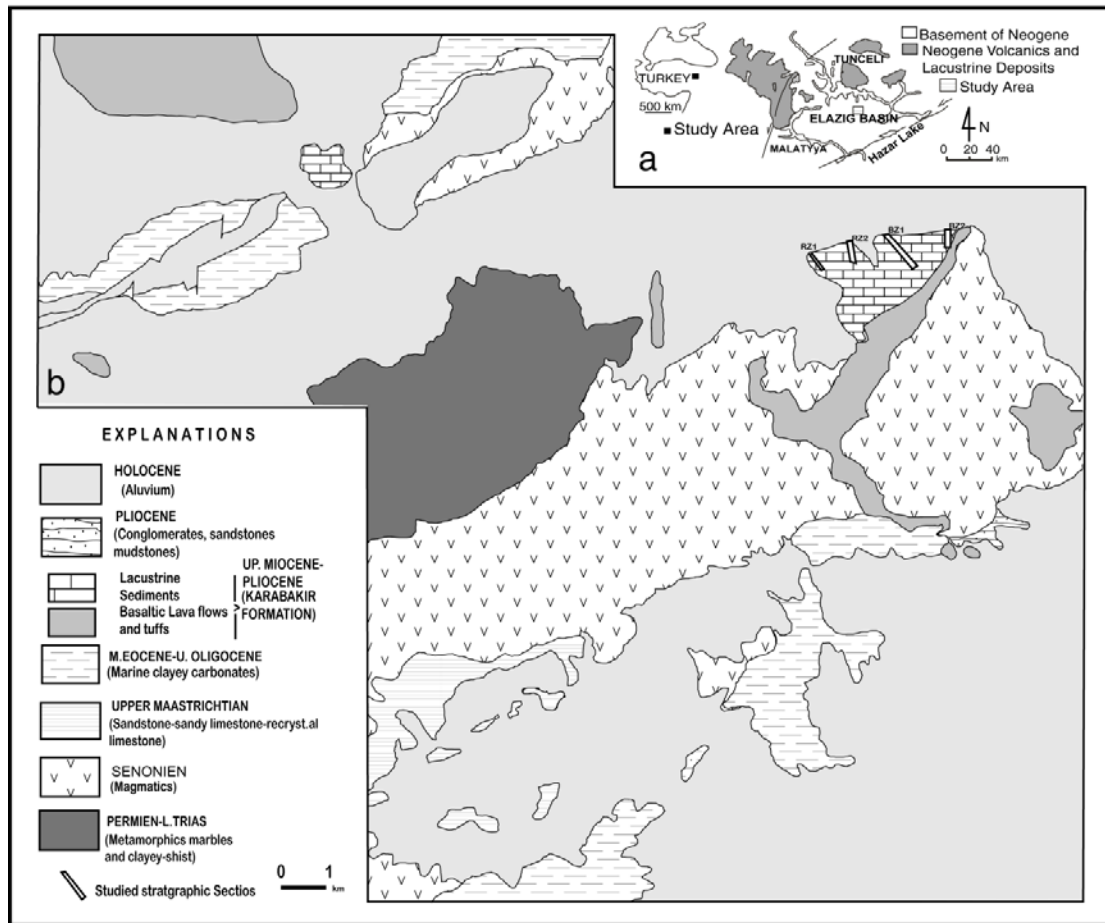 Basement of Neogene
Neogene Volcanics and
Lacustrine Deposits
Study Area
TURKEY
500 km
Study Area
TUNCELI
ELAZIG BASIN
MALATYyA
Hazar Lake
N
0 20 40
km
a
RZ1
RZ2
BZ1
b
EXPLANATIONS
HOLOCENE
(Aluvium)
PLIOCENE
(Conglomerates, sandstones
mudstones)
Lacustrine
Sediments
Basaltic Lava flows
and tuffs
UP. MIOCENE-
PLIOCENE
(KARABAKIR
FORMATION)
M.EOCENE-U. OLIGOCENE
(Marine clayey carbonates)
UPPER MAASTRICHTIAN
(Sandstone-sandy limestone-recryst.al
limestone)
SENONIEN
(Magmatics)
PERMIEN-L.TRIAS
(Metamorphics marbles
and clayey-shist)
0 1
km
Studied stratgraphic Sectios